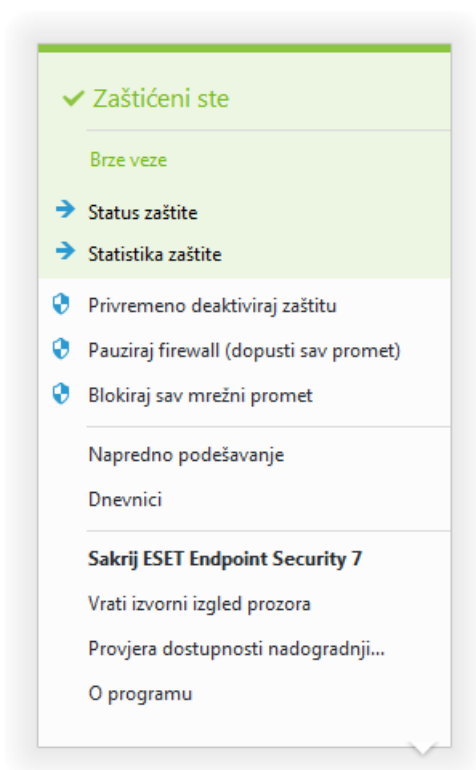 Zaštićeni ste
Brze veze
Status zaštite
Statistika zaštite
Privremeno deaktiviraj zaštitu
Pauziraj firewall (dopusti sav promet)
Blokiraj sav mrežni promet
Napredno podešavanje
Dnevnici
Sakrij ESET Endpoint Security 7
Vrati izvorni izgled prozora
Provjera dostupnosti nadogradnji...
O programu